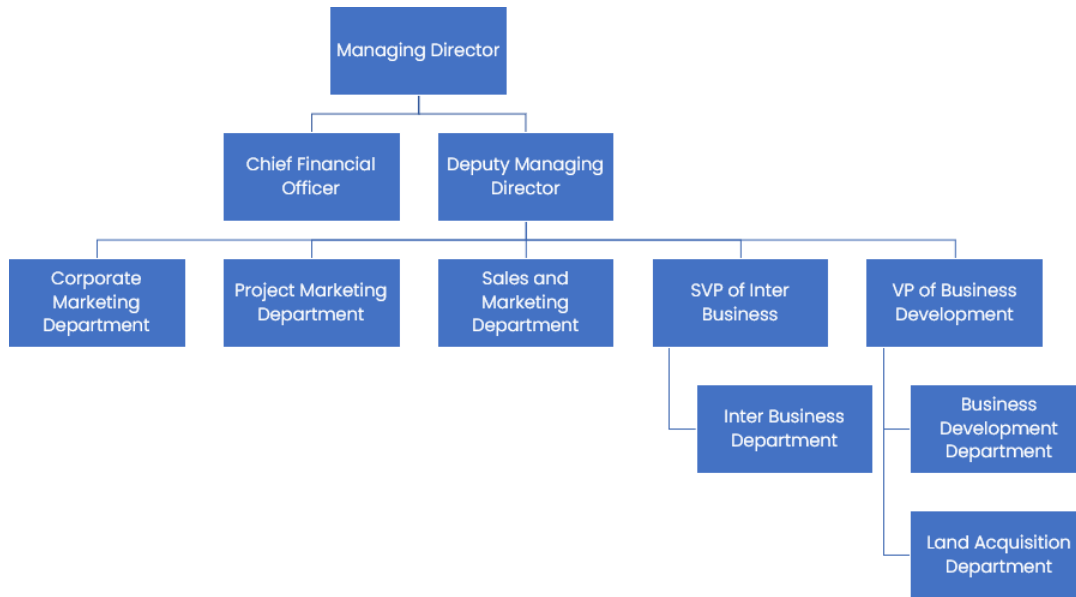 Managing Director
Chief Financial
Officer
Deputy Managing
Director
Corporate
Marketing
Department
Project Marketing
Department
Sales and
Marketing
Department
SVP of Inter
Business
VP of Business
Development
Inter Business
Department
Business
Development
Department
Land Acquisition
Department